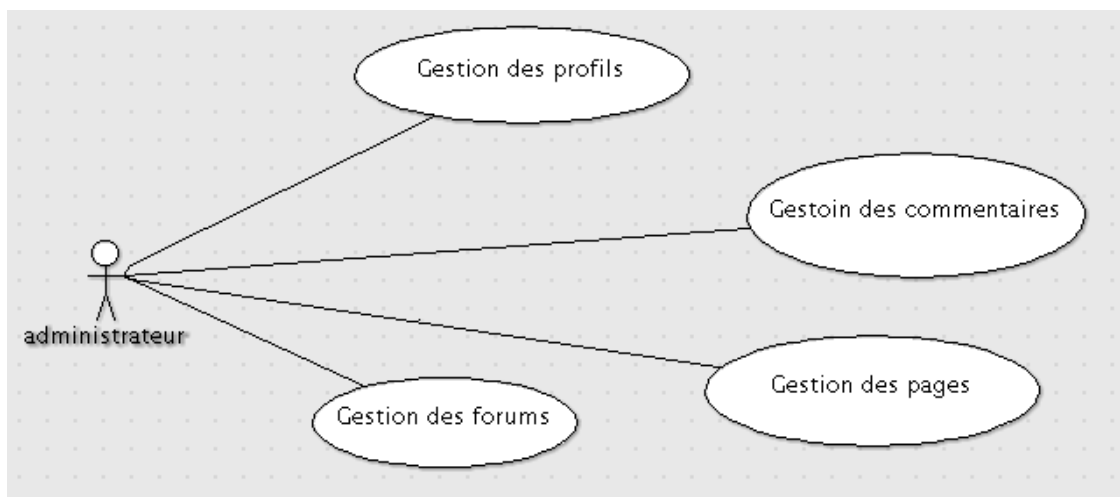 Gestion des profils
Gestoin des commentaires
administrateur
Gestion des pages
Gestion des forums